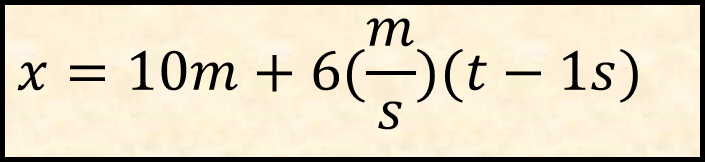 x = 10m + 6(m/s)(t − 1s)